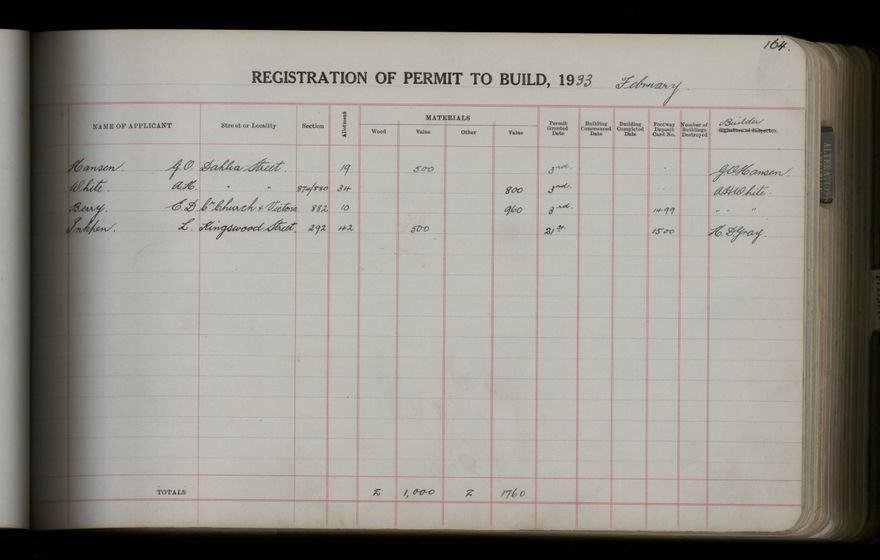 164.
REGISTRATION OF PERMIT TO BUILD, 1933 February
NAME OF APPLICANT Street or Locality Section Allotment MATERIALS Wood Value Other Value Permit Granted Date Building Commenced Date Building Completed Date Footway Deposit Card No. Number of Buildings Destroyed Builder
Hansen. G.O. Dahlia Street. 19 500 3rd. G.O Hansen.
White. A.H. " " 874/880 34 800 3rd. A.H. White.
Berry. E.D. Cnr Church & Victoria 882 10 960 3rd. 1499 " " "
Inkpen. L. Kingswood Street. 292 42 500 21st 1500 H. D. Gray.
TOTALS 2 1,000 2 1760
ALTERATION